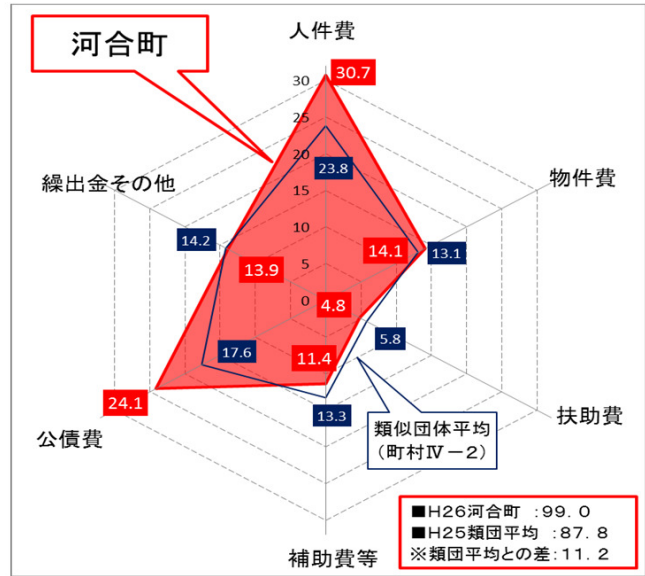 人件費
河合町
30.7
30
25
23.8
20
繰出金その他
物件費
15
14.2
14.1
13.1
10
13.9
5
0
4.8
5.8
17.6
11.4
24.1
13.3
類似団体平均
(町村Ⅳ－2)
扶助費
公債費
■H26河合町 :99.0
■H25類団平均 :87.8
※類団平均との差:11.2
補助費等